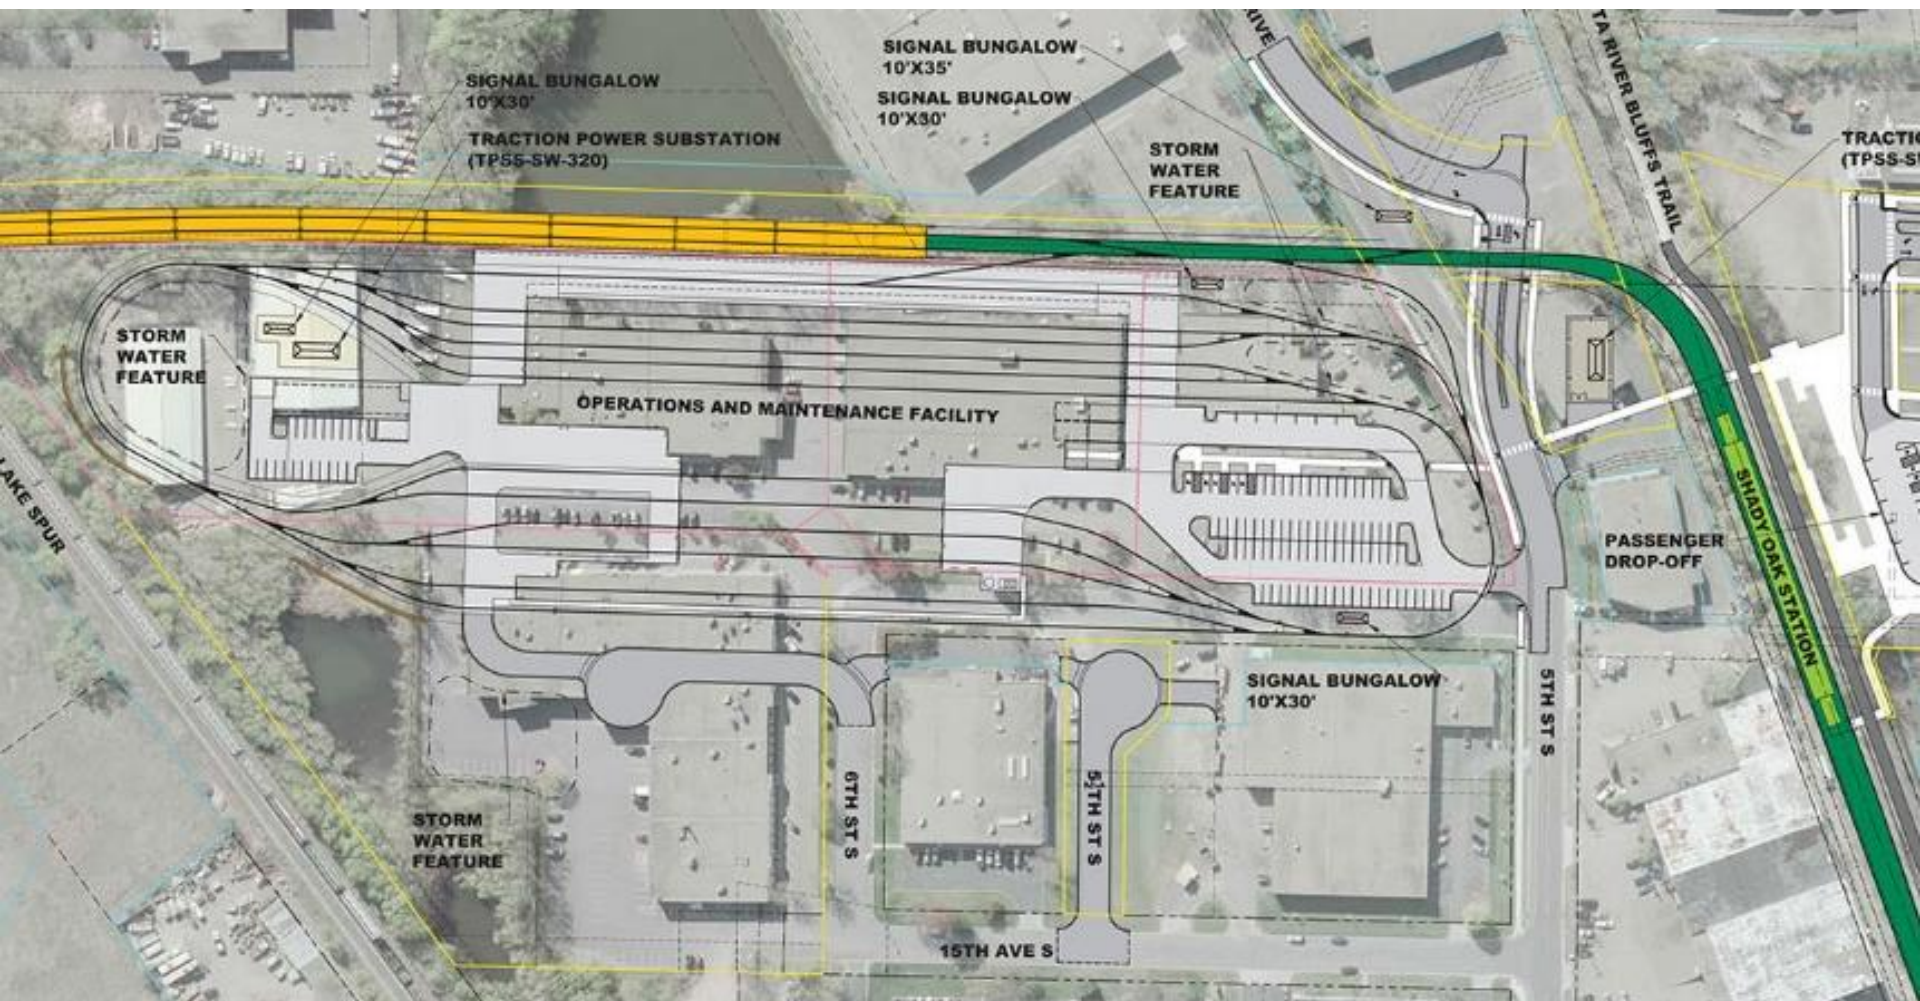 SIGNAL BUNGALOW
10'X30'
TRACTION POWER SUBSTATION
(TPSS-SW-320)
SIGNAL BUNGALOW
10'X35'
SIGNAL BUNGALOW
10'X30'
STORM
WATER
FEATURE
RIVE
TA RIVER BLUFFS TRAIL
TRACTIO
(TPSS-SW
STORM
WATER
FEATURE
OPERATIONS AND MAINTENANCE FACILITY
LAKE SPUR
PASSENGER
DROP-OFF
SHADY OAK STATION
SIGNAL BUNGALOW
10'X30'
5TH ST S
6TH ST S
5½TH ST S
STORM
WATER
FEATURE
15TH AVE S